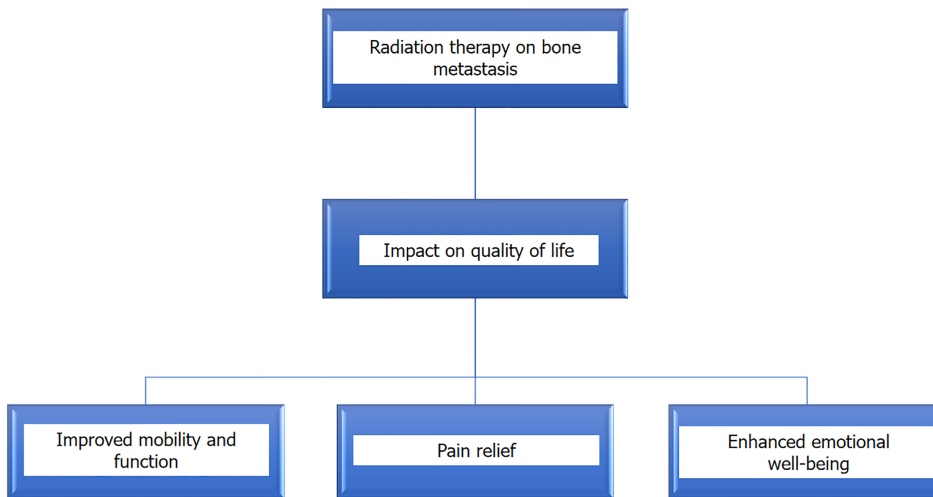 Radiation therapy on bone
metastasis
Impact on quality of life
Improved mobility and
function
Pain relief
Enhanced emotional
well-being